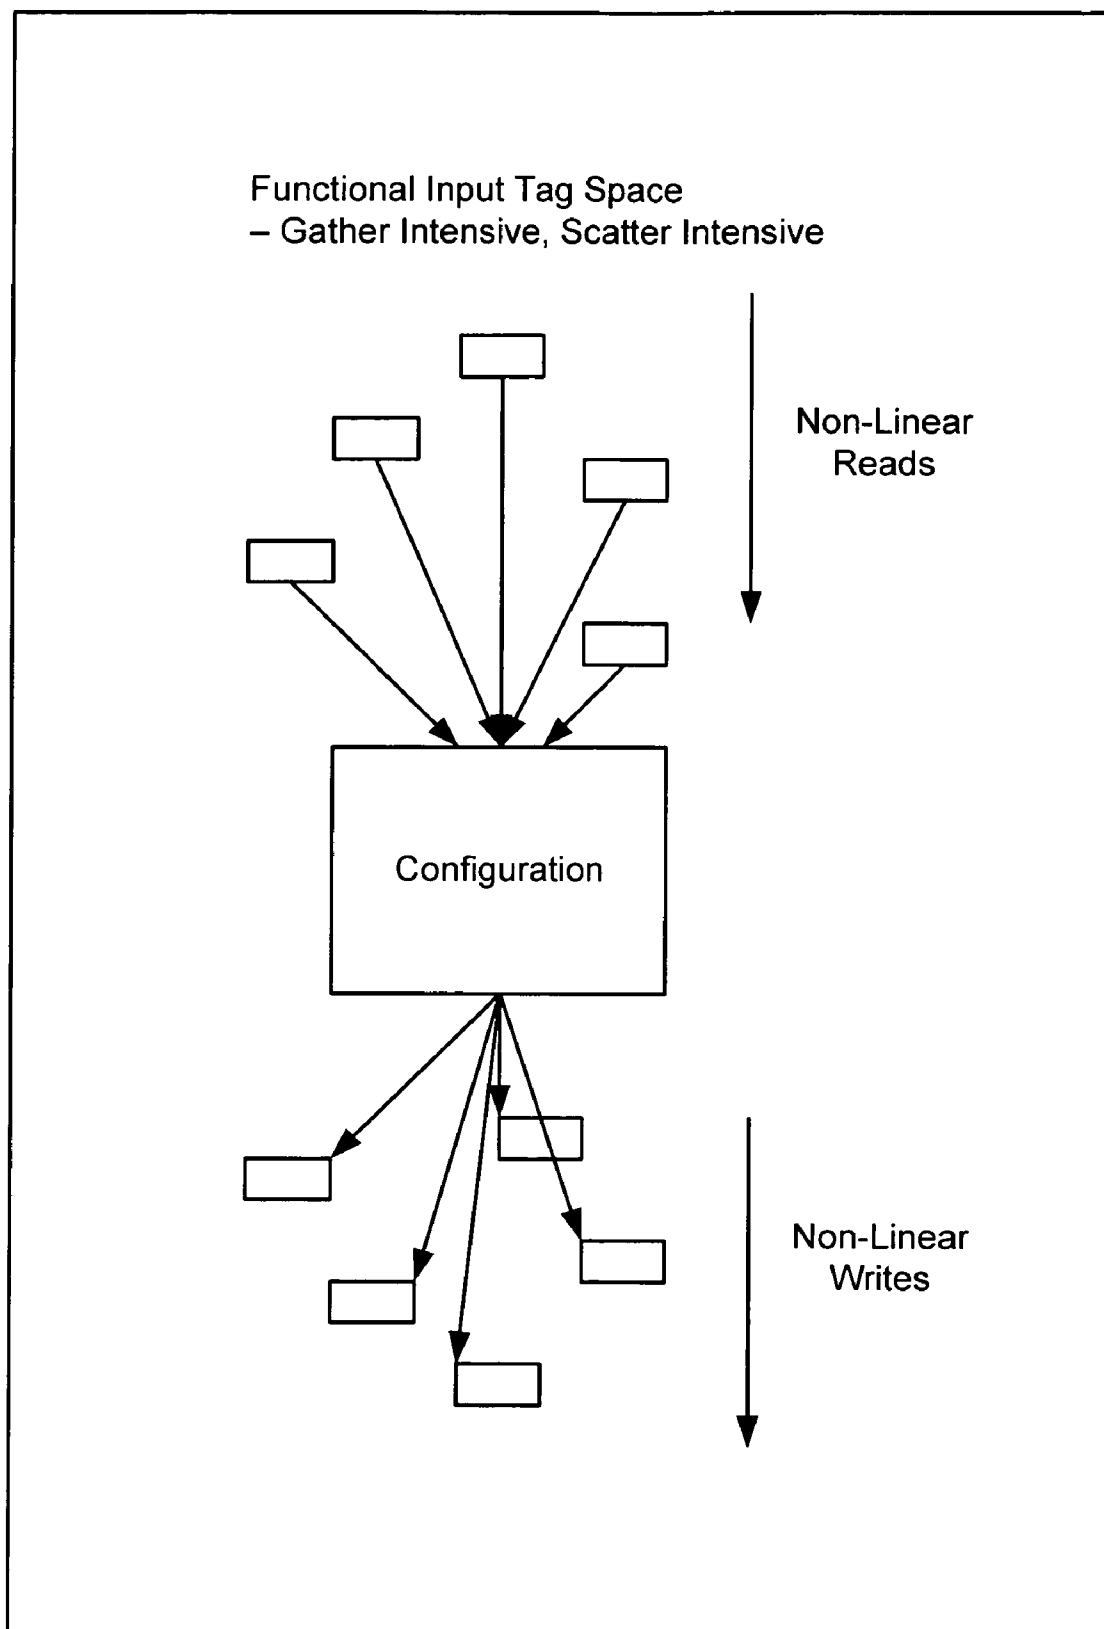 Functional Input Tag Space
– Gather Intensive, Scatter Intensive
Non-Linear
Reads
Configuration
Non-Linear
Writes